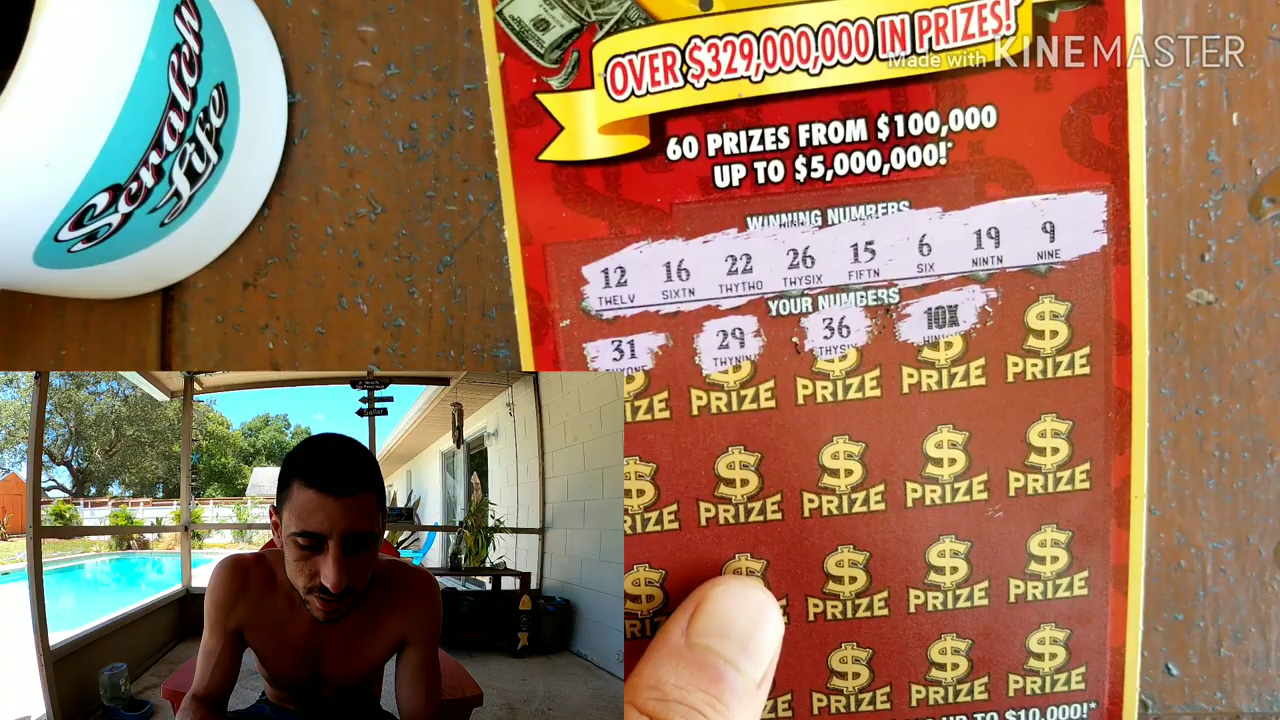 Scratch
Life
OVER $329,000,000 IN PRIZES!*
Made with KINEMASTER
60 PRIZES FROM $100,000
UP TO $5,000,000!*
WINNING NUMBERS
12 16 22 26 15 6 19 9
THELV SIXTN THYTHO THYSIX FIFTN SIX NINTN NINE
YOUR NUMBERS
31 29 36 10X $
PRIZE PRIZE PRIZE PRIZE
$ $ $ $ $
PRIZE PRIZE PRIZE PRIZE
$ $ $ $ $
PRIZE PRIZE PRIZE
$ $ $
PRIZE PRIZE PRIZE
UP TO $10,000!*
Sailor